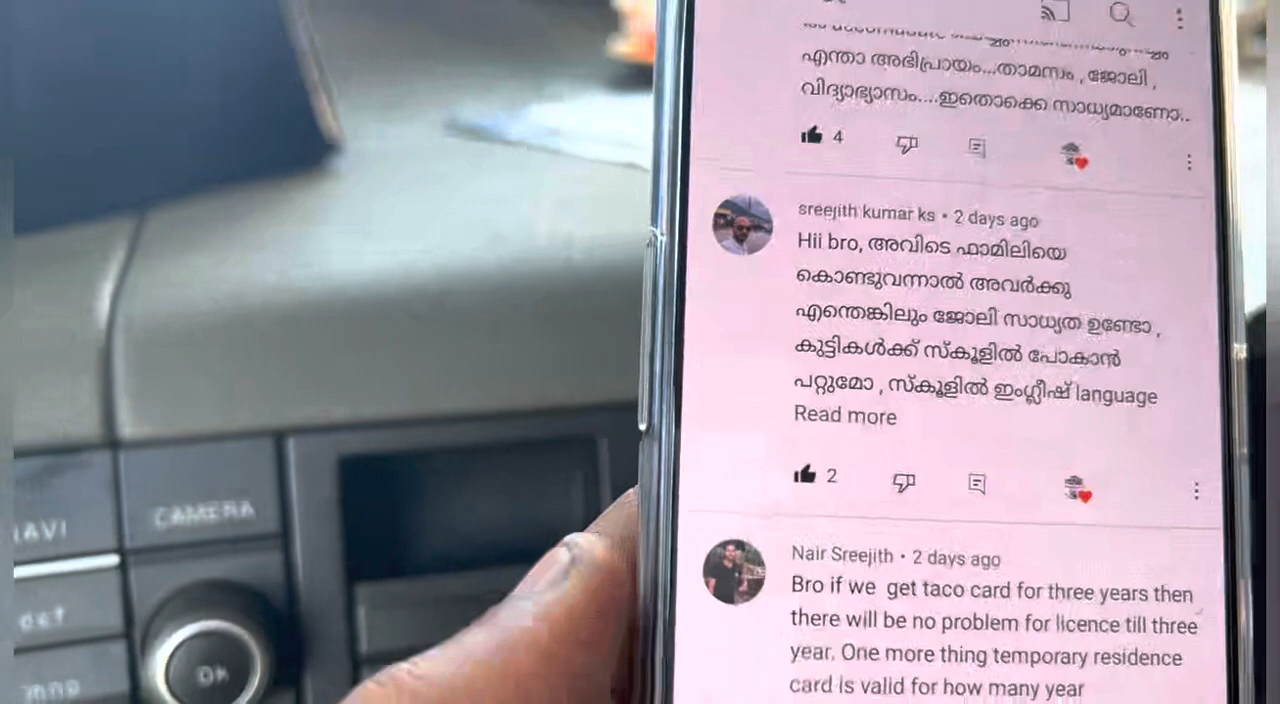 എന്താ അഭിപ്രായം...താമസം , ജോലി ,
വിദ്യാഭ്യാസം....ഇതൊക്കെ സാധ്യമാണോ..
4
sreejith kumar ks • 2 days ago
Hii bro, അവിടെ ഫാമിലിയെ
കൊണ്ടുവന്നാൽ അവർക്കു
എന്തെങ്കിലും ജോലി സാധ്യത ഉണ്ടോ ,
കുട്ടികൾക്ക് സ്കൂളിൽ പോകാൻ
പറ്റുമോ , സ്കൂളിൽ ഇംഗ്ലീഷ് language
Read more
2
Nair Sreejith • 2 days ago
Bro if we get taco card for three years then
there will be no problem for licence till three
year. One more thing temporary residence
card is valid for how many year
CAMERA